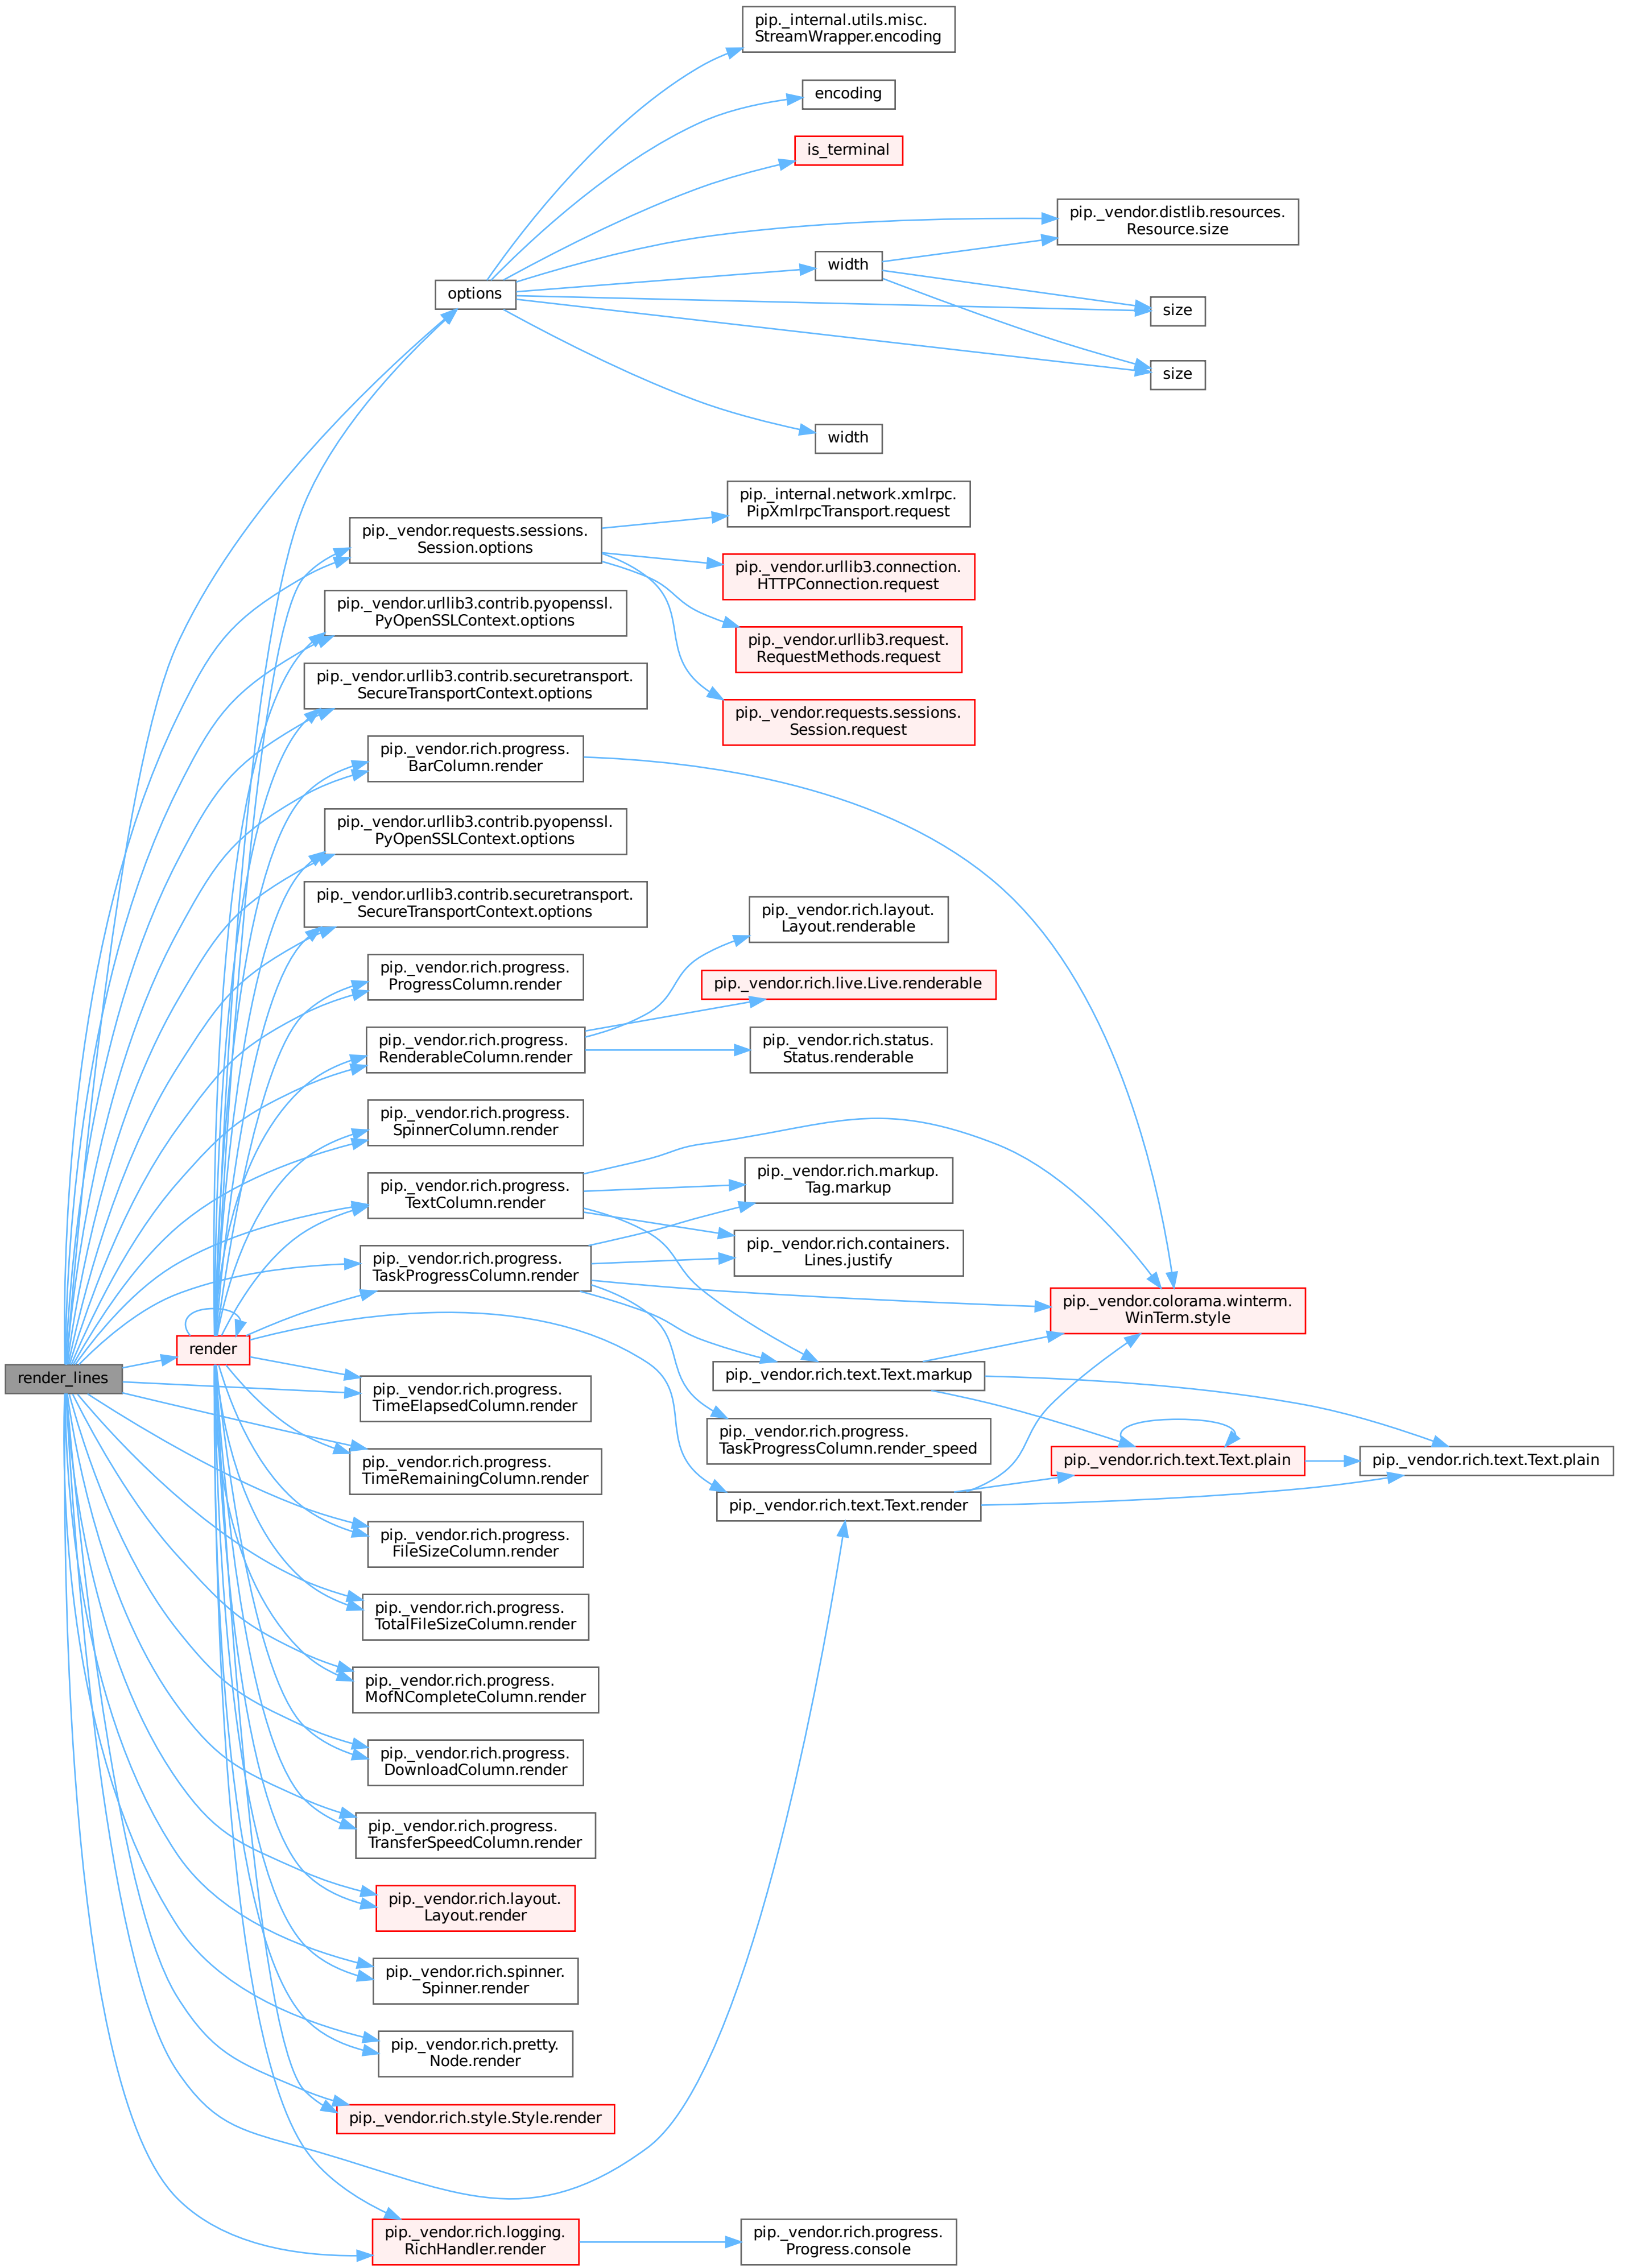 pip._internal.utils.misc.
StreamWrapper.encoding
encoding
is_terminal
pip._vendor.distlib.resources.
Resource.size
width
options
size
size
width
pip._internal.network.xmlrpc.
PipXmlrpcTransport.request
pip._vendor.requests.sessions.
Session.options
pip._vendor.urllib3.connection.
HTTPConnection.request
pip._vendor.urllib3.contrib.pyopenssl.
PyOpenSSLContext.options
pip._vendor.urllib3.request.
RequestMethods.request
pip._vendor.urllib3.contrib.securetransport.
SecureTransportContext.options
pip._vendor.requests.sessions.
Session.request
pip._vendor.rich.progress.
BarColumn.render
pip._vendor.urllib3.contrib.pyopenssl.
PyOpenSSLContext.options
pip._vendor.urllib3.contrib.securetransport.
SecureTransportContext.options
pip._vendor.rich.layout.
Layout.renderable
pip._vendor.rich.progress.
ProgressColumn.render
pip._vendor.rich.live.Live.renderable
pip._vendor.rich.progress.
RenderableColumn.render
pip._vendor.rich.status.
Status.renderable
pip._vendor.rich.progress.
SpinnerColumn.render
pip._vendor.rich.markup.
Tag.markup
pip._vendor.rich.progress.
TextColumn.render
pip._vendor.rich.containers.
Lines.justify
pip._vendor.rich.progress.
TaskProgressColumn.render
pip._vendor.colorama.winterm.
WinTerm.style
render
render_lines
pip._vendor.rich.text.Text.markup
pip._vendor.rich.progress.
TimeElapsedColumn.render
pip._vendor.rich.progress.
TaskProgressColumn.render_speed
pip._vendor.rich.text.Text.plain
pip._vendor.rich.text.Text.plain
pip._vendor.rich.progress.
TimeRemainingColumn.render
pip._vendor.rich.text.Text.render
pip._vendor.rich.progress.
FileSizeColumn.render
pip._vendor.rich.progress.
TotalFileSizeColumn.render
pip._vendor.rich.progress.
MofNCompleteColumn.render
pip._vendor.rich.progress.
DownloadColumn.render
pip._vendor.rich.progress.
TransferSpeedColumn.render
pip._vendor.rich.layout.
Layout.render
pip._vendor.rich.spinner.
Spinner.render
pip._vendor.rich.pretty.
Node.render
pip._vendor.rich.style.Style.render
pip._vendor.rich.logging.
RichHandler.render
pip._vendor.rich.progress.
Progress.console